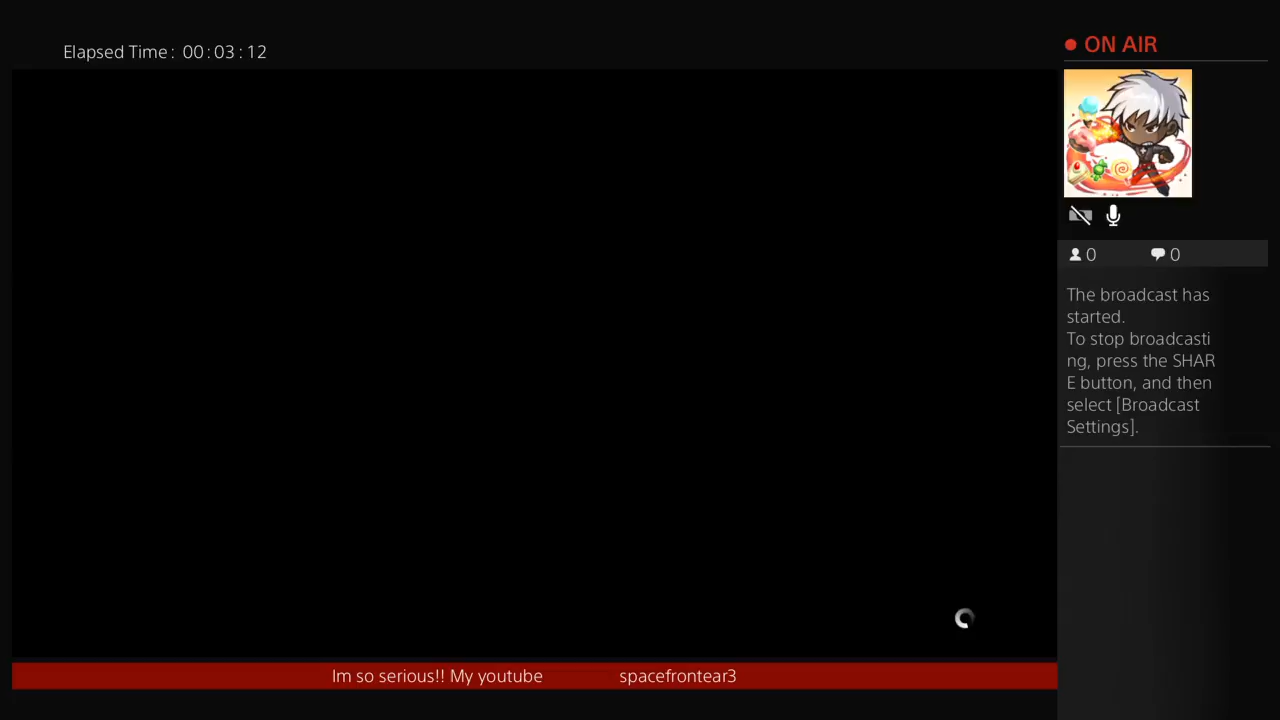 Elapsed Time: 00:03:12
ON AIR
0 0
The broadcast has
started.
To stop broadcasti
ng, press the SHAR
E button, and then
select [Broadcast
Settings].
Im so serious!! My youtube spacefrontear3